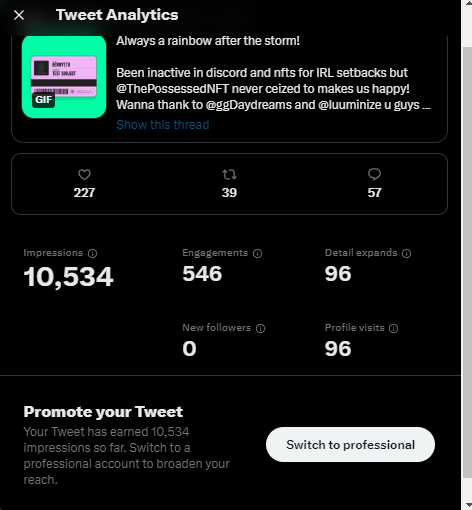 Tweet Analytics
Always a rainbow after the storm!
Been inactive in discord and nfts for IRL setbacks but
@ThePossessedNFT never ceized to makes us happy!
Wanna thank to @ggDaydreams and @luuminize u guys ...
GIF
Show this thread
227
39
57
Impressions
Engagements
Detail expands
10,534
546
96
New followers
Profile visits
0
96
Promote your Tweet
Your Tweet has earned 10,534
impressions so far. Switch to a
professional account to broaden your
reach.
Switch to professional